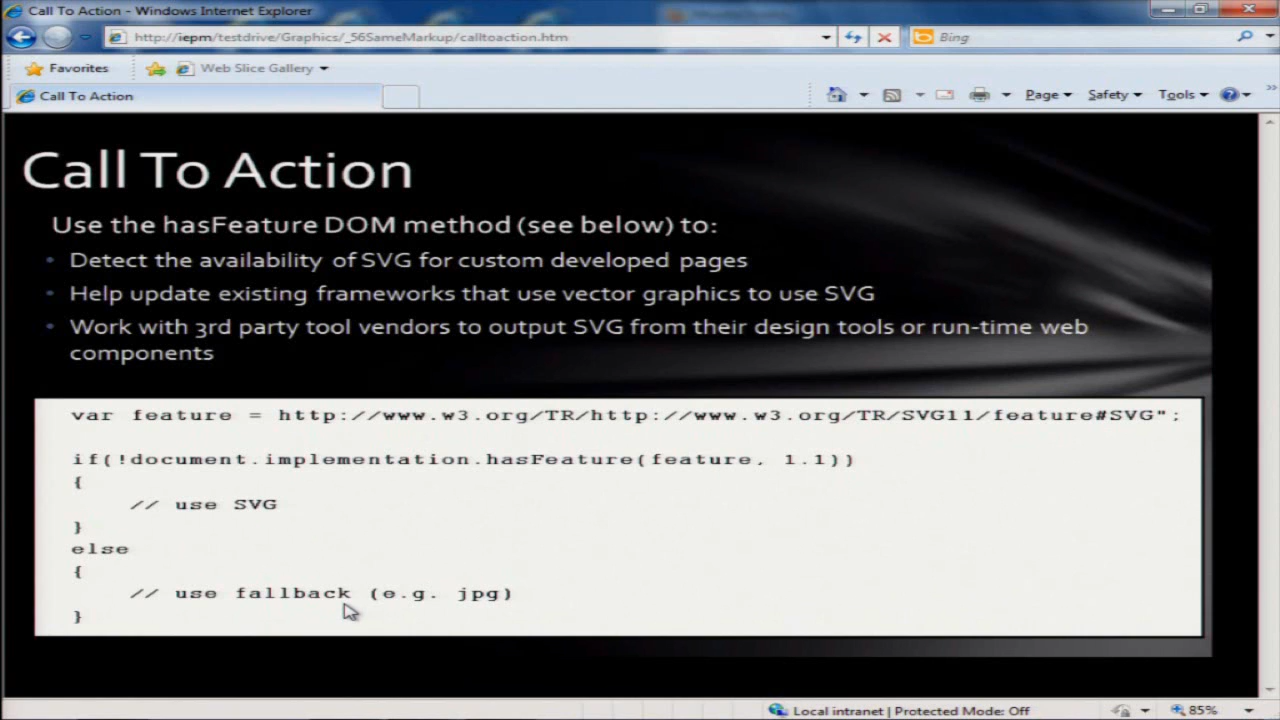 Call To Action - Windows Internet Explorer
http://iepm/testdrive/Graphics/_56SameMarkup/calltoaction.htm
Bing
Favorites
Web Slice Gallery
Call To Action
Page
Safety
Tools
Call To Action
Use the hasFeature DOM method (see below) to:
• Detect the availability of SVG for custom developed pages
• Help update existing frameworks that use vector graphics to use SVG
• Work with 3rd party tool vendors to output SVG from their design tools or run-time web
components
var feature = http://www.w3.org/TR/http://www.w3.org/TR/SVG11/feature#SVG";
if(!document.implementation.hasFeature(feature, 1.1))
{
// use SVG
}
else
{
// use fallback (e.g. jpg)
}
Local intranet | Protected Mode: Off
85%